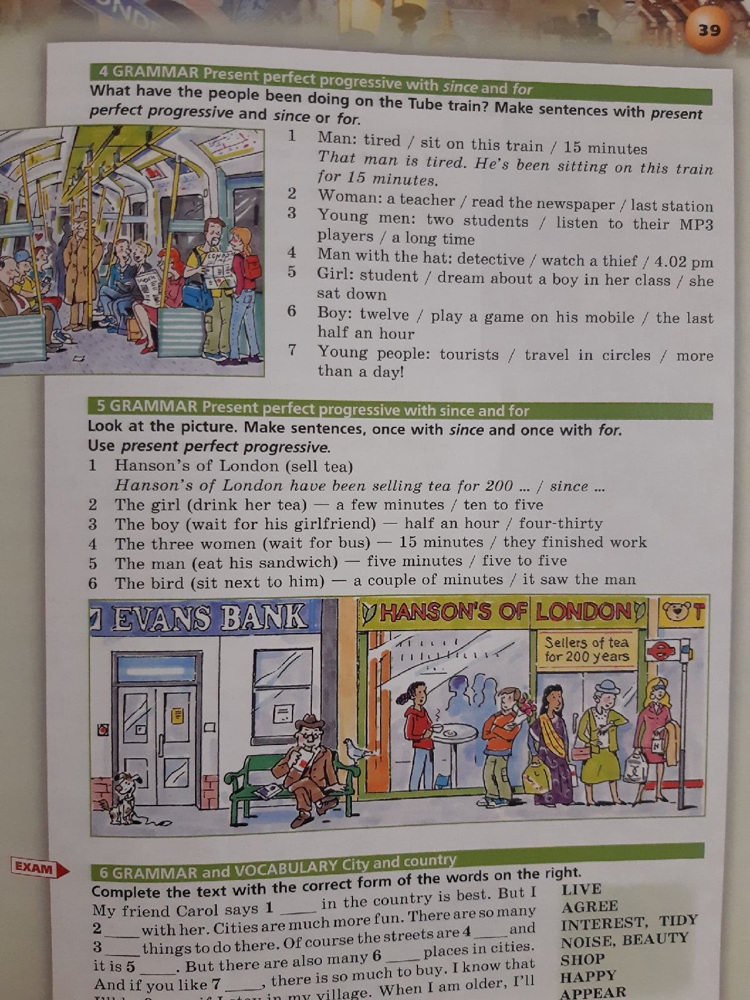 UND
39
4 GRAMMAR Present perfect progressive with since and for
What have the people been doing on the Tube train? Make sentences with present
perfect progressive and since or for.
1 Man: tired / sit on this train / 15 minutes
That man is tired. He's been sitting on this train
for 15 minutes.
2 Woman: a teacher / read the newspaper / last station
3 Young men: two students / listen to their MP3
players / a long time
4 Man with the hat: detective / watch a thief / 4.02 pm
5 Girl: student / dream about a boy in her class / she
sat down
6 Boy: twelve / play a game on his mobile / the last
half an hour
7 Young people: tourists / travel in circles / more
than a day!
5 GRAMMAR Present perfect progressive with since and for
Look at the picture. Make sentences, once with since and once with for.
Use present perfect progressive.
1 Hanson's of London (sell tea)
Hanson's of London have been selling tea for 200 ... / since ...
2 The girl (drink her tea) — a few minutes / ten to five
3 The boy (wait for his girlfriend) — half an hour / four-thirty
4 The three women (wait for bus) — 15 minutes / they finished work
5 The man (eat his sandwich) — five minutes / five to five
6 The bird (sit next to him) — a couple of minutes / it saw the man
EVANS BANK
HANSON'S OF LONDON
T
Sellers of tea
for 200 years
EXAM
6 GRAMMAR and VOCABULARY City and country
Complete the text with the correct form of the words on the right.
My friend Carol says 1 ____ in the country is best. But I
LIVE
2 ____ with her. Cities are much more fun. There are so many
AGREE
3 ____ things to do there. Of course the streets are 4 ____ and
INTEREST, TIDY
it is 5 ____. But there are also many 6 ____ places in cities.
NOISE, BEAUTY
And if you like 7 ____, there is so much to buy. I know that
SHOP
in my village. When I am older, I'll
HAPPY
APPEAR